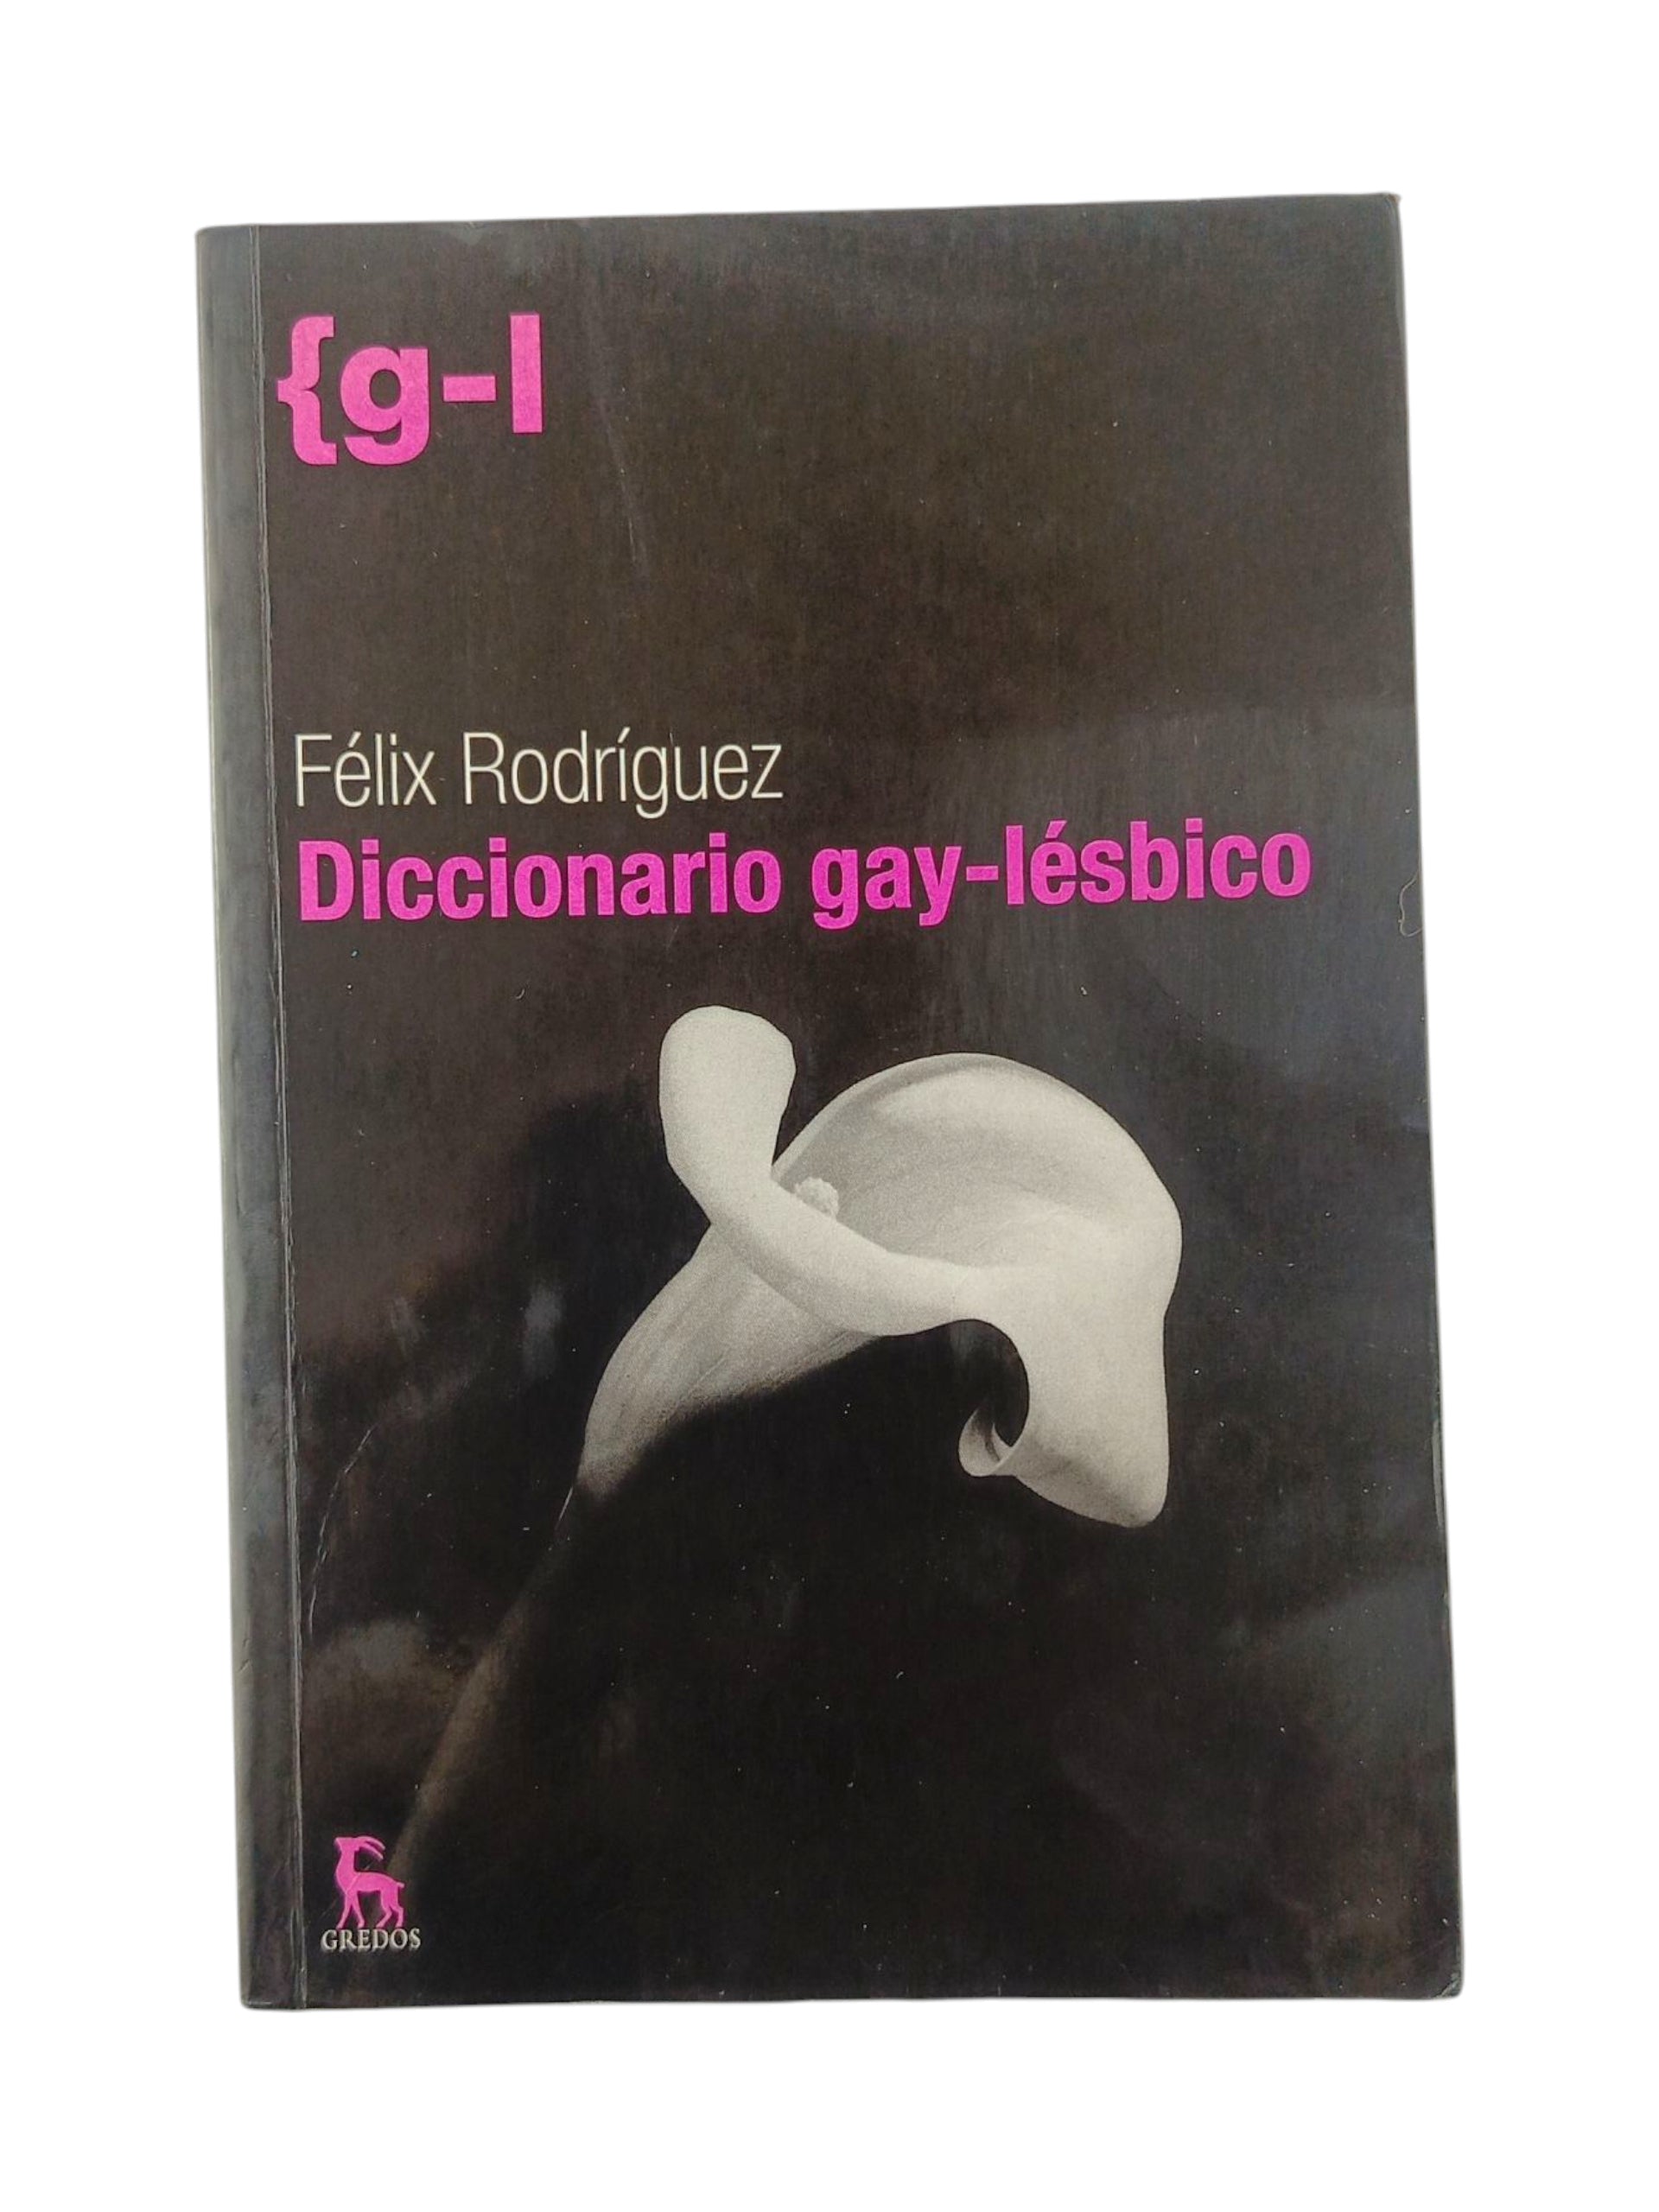 {g-l
Félix Rodríguez
Diccionario gay-lésbico
GREDOS